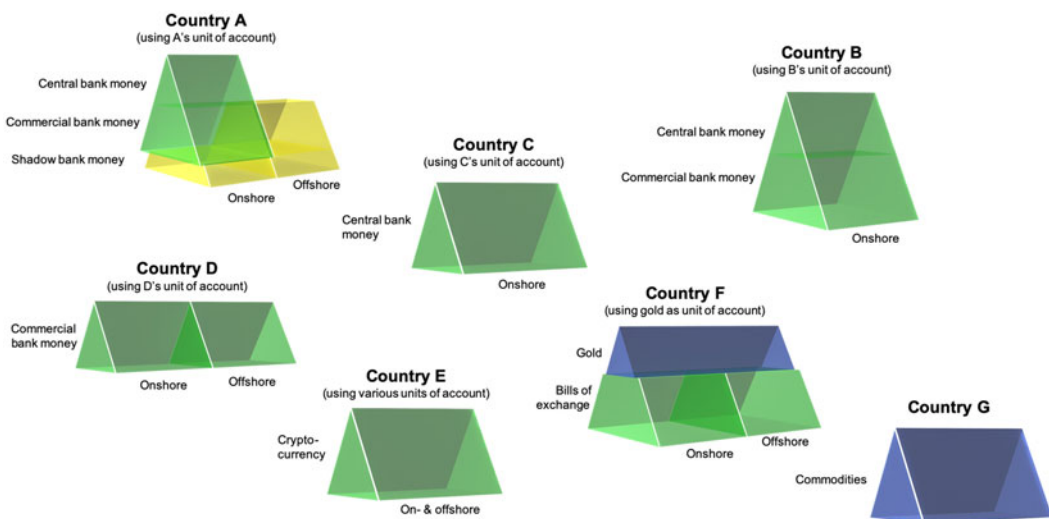 Country A
(using A's unit of account)
Central bank money
Commercial bank money
Shadow bank money
Onshore
Offshore
Country B
(using B's unit of account)
Central bank money
Commercial bank money
Onshore
Country C
(using C's unit of account)
Central bank
money
Onshore
Country D
(using D's unit of account)
Commercial
bank money
Onshore
Offshore
Country E
(using various units of account)
Crypto-
currency
On- & offshore
Country F
(using gold as unit of account)
Gold
Bills of
exchange
Onshore
Offshore
Country G
Commodities